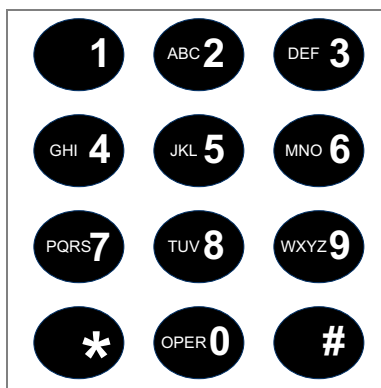 1 ABC 2 DEF 3
GHI 4 JKL 5 MNO 6
PQRS 7 TUV 8 WXYZ 9
* OPER 0 #